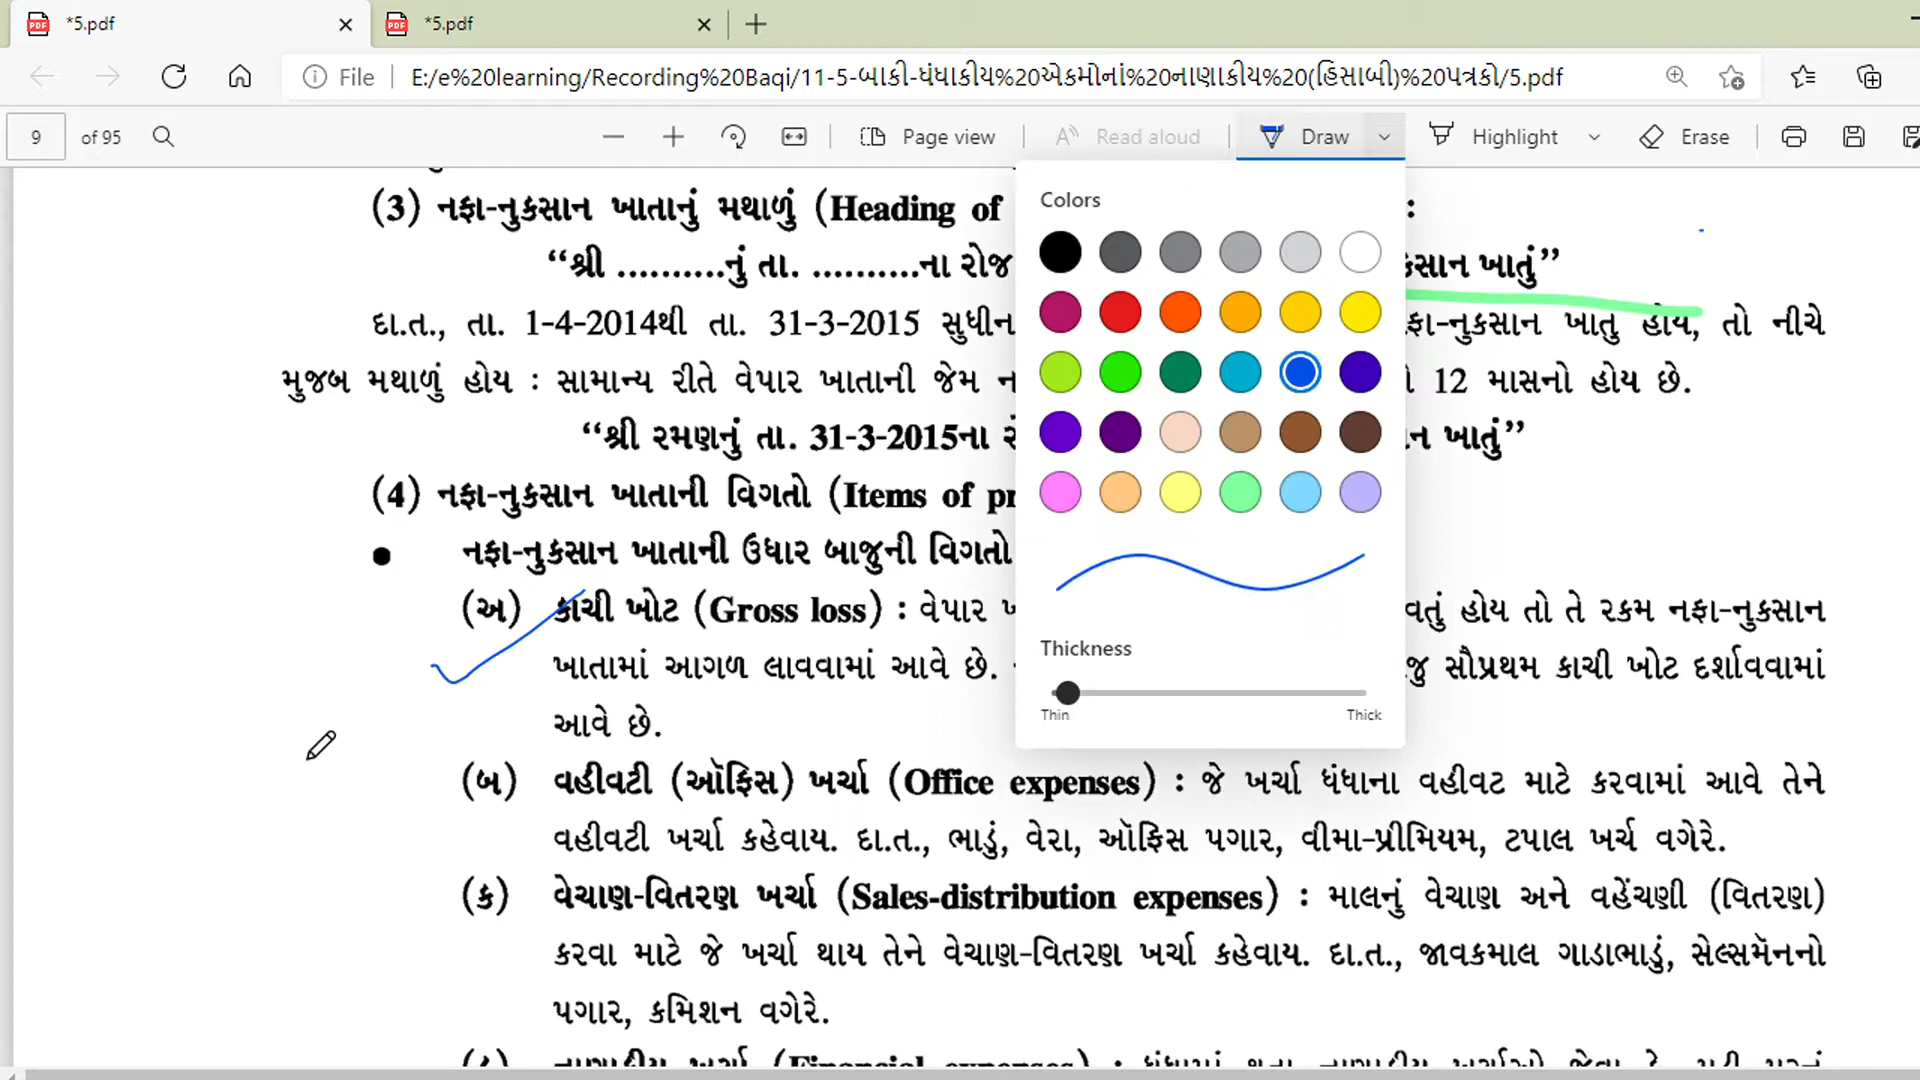 *5.pdf
*5.pdf
File
E:/e%20learning/Recording%20Baqi/11-5-બાકી-ધંધાકીય%20એકમોનાં%20નાણાકીય%20(હિસાબી)%20પત્રકો/5.pdf
9 of 95
Page view
Read aloud
Draw
Highlight
Erase
Colors
Thickness
Thin
Thick
(3) નફા-નુકસાન ખાતાનું મથાળું (Heading of :
“શ્રી ..........નું તા. ..........ના રોજ કસાન ખાતું”
દા.ત., તા. 1-4-2014થી તા. 31-3-2015 સુધીન ફા-નુકસાન ખાતુ હોય, તો નીચે
મુજબ મથાળું હોય : સામાન્ય રીતે વેપાર ખાતાની જેમ ન 12 માસનો હોય છે.
“શ્રી રમણનું તા. 31-3-2015ના ન ખાતું”
(4) નફા-નુકસાન ખાતાની વિગતો (Items of pr
● નફા-નુકસાન ખાતાની ઉધાર બાજુની વિગતો
(અ) કાચી ખોટ (Gross loss) : વેપાર ખ વતું હોય તો તે રકમ નફા-નુકસાન
ખાતામાં આગળ લાવવામાં આવે છે. જુ સૌપ્રથમ કાચી ખોટ દર્શાવવામાં
આવે છે.
(બ) વહીવટી (ઑફિસ) ખર્ચા (Office expenses) : જે ખર્ચા ધંધાના વહીવટ માટે કરવામાં આવે તેને
વહીવટી ખર્ચા કહેવાય. દા.ત., ભાડું, વેરા, ઑફિસ પગાર, વીમા-પ્રીમિયમ, ટપાલ ખર્ચ વગેરે.
(ક) વેચાણ-વિતરણ ખર્ચા (Sales-distribution expenses) : માલનું વેચાણ અને વહેંચણી (વિતરણ)
કરવા માટે જે ખર્ચા થાય તેને વેચાણ-વિતરણ ખર્ચા કહેવાય. દા.ત., જાવકમાલ ગાડાભાડું, સેલ્સમૅનનો
પગાર, કમિશન વગેરે.